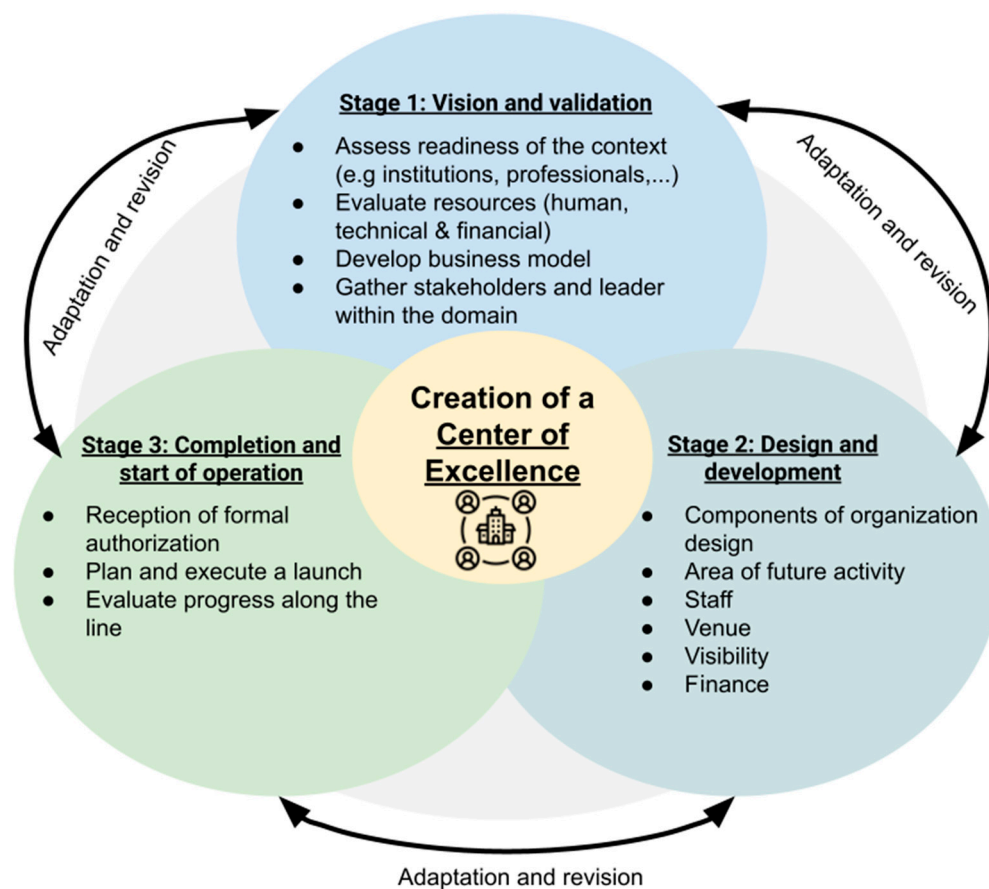 Stage 1: Vision and validation
● Assess readiness of the context
(e.g institutions, professionals,...)
● Evaluate resources (human,
technical & financial)
● Develop business model
● Gather stakeholders and leader
within the domain
Adaptation and revision
Adaptation and revision
Creation of a
Center of
Excellence
Stage 3: Completion and
start of operation
● Reception of formal
authorization
● Plan and execute a launch
● Evaluate progress along the
line
Stage 2: Design and
development
● Components of organization
design
● Area of future activity
● Staff
● Venue
● Visibility
● Finance
Adaptation and revision